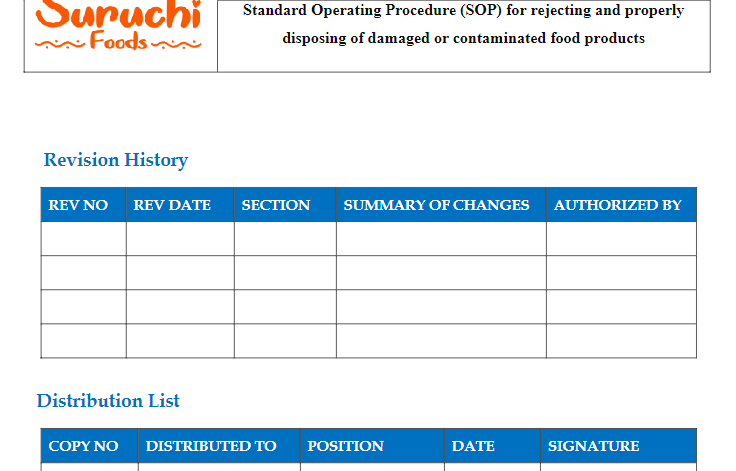 Suruchi
Foods
Standard Operating Procedure (SOP) for rejecting and properly
disposing of damaged or contaminated food products
Revision History
REV NO REV DATE SECTION SUMMARY OF CHANGES AUTHORIZED BY
Distribution List
COPY NO DISTRIBUTED TO POSITION DATE SIGNATURE